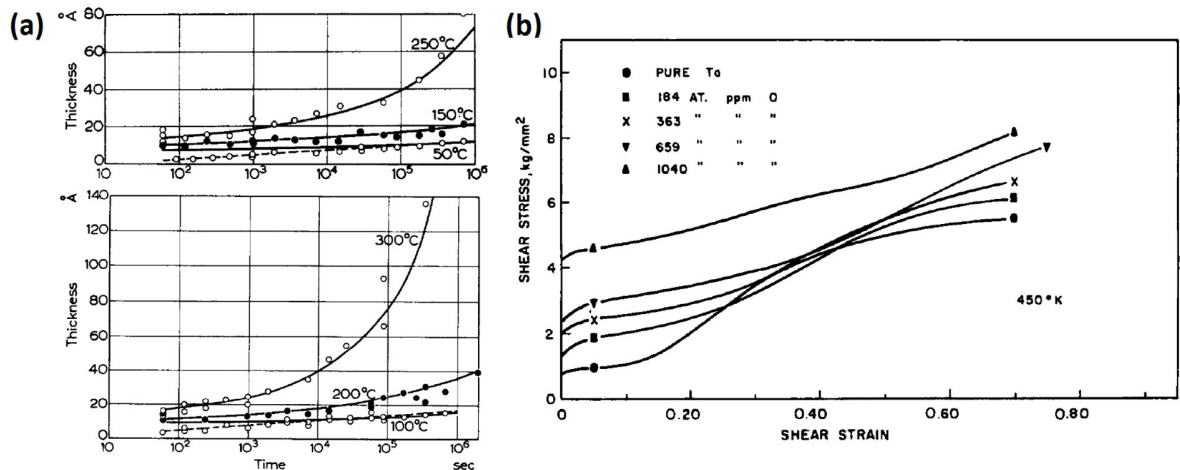 (a)
°Å 80
60
40
20
0
Thickness
250°C
150°C
50°C
10 10² 10³ 10⁴ 10⁵ 10⁶
Å 140
120
100
80
60
40
20
0
Thickness
300°C
200°C
100°C
10 10² 10³ 10⁴ 10⁵ 10⁶
Time sec
(b)
10
8
6
4
2
0
SHEAR STRESS, kg/mm²
PURE Ta
184 AT. ppm O
363 " " "
659 " " "
1040 " " "
450°K
0 0.20 0.40 0.60 0.80
SHEAR STRAIN